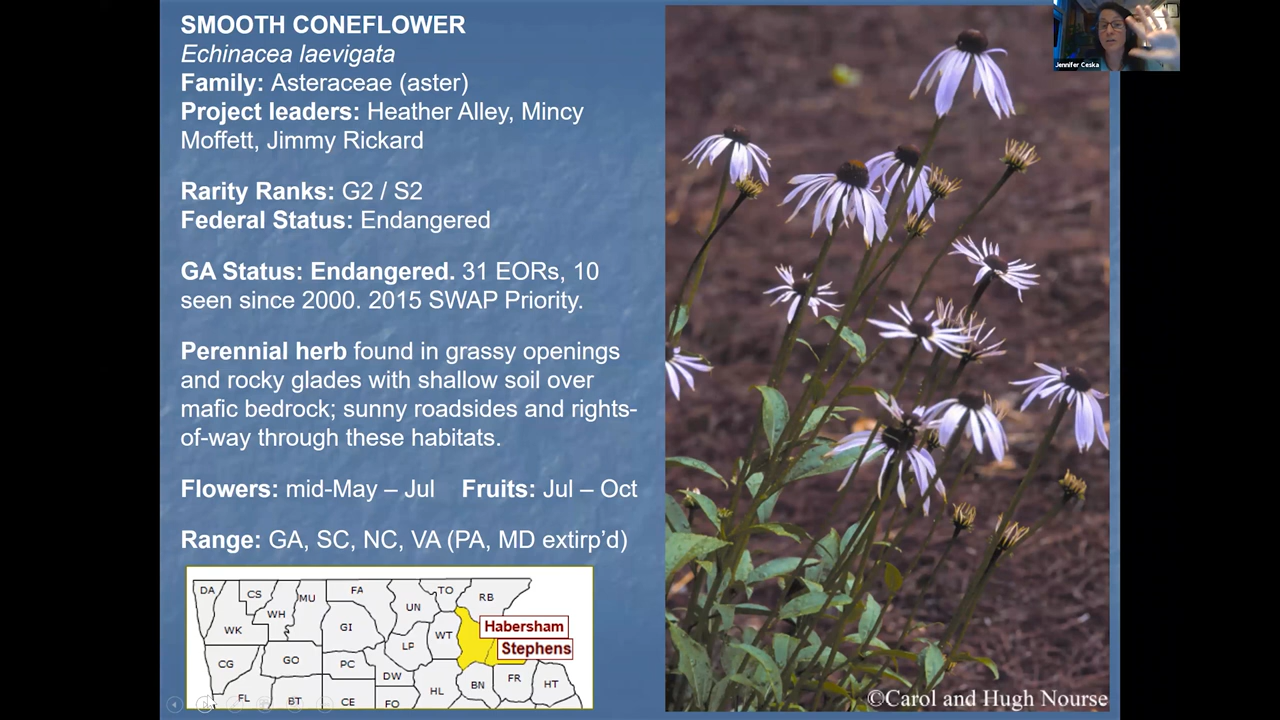 SMOOTH CONEFLOWER
Echinacea laevigata
Family: Asteraceae (aster)
Project leaders: Heather Alley, Mincy
Moffett, Jimmy Rickard
Rarity Ranks: G2 / S2
Federal Status: Endangered
GA Status: Endangered. 31 EORs, 10
seen since 2000. 2015 SWAP Priority.
Perennial herb found in grassy openings
and rocky glades with shallow soil over
mafic bedrock; sunny roadsides and rights-
of-way through these habitats.
Flowers: mid-May – Jul Fruits: Jul – Oct
Range: GA, SC, NC, VA (PA, MD extirp’d)
DA CS MU FA UN TO RB
WH GI Habersham
WK LP WT Stephens
CG GO PC DW
FL BT CE FO HL BN FR HT
©Carol and Hugh Nourse
Jennifer Ceska